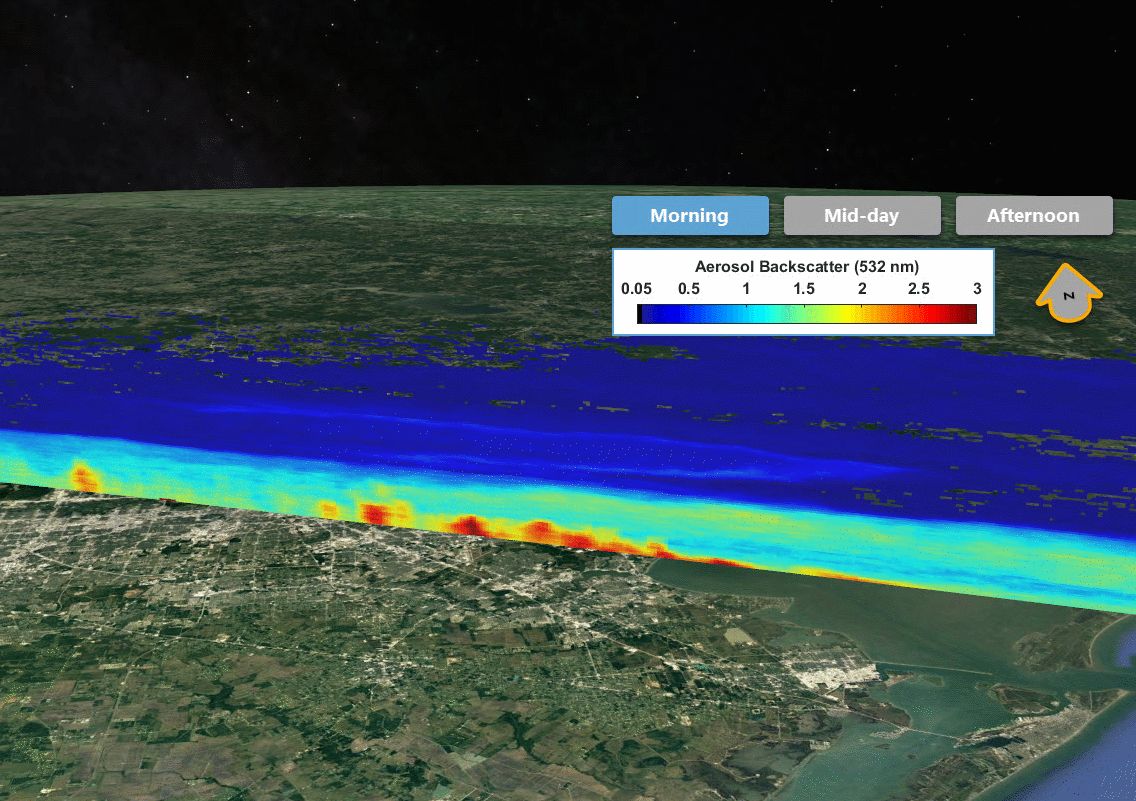 Morning Mid-day Afternoon
Aerosol Backscatter (532 nm)
0.05 0.5 1 1.5 2 2.5 3
N